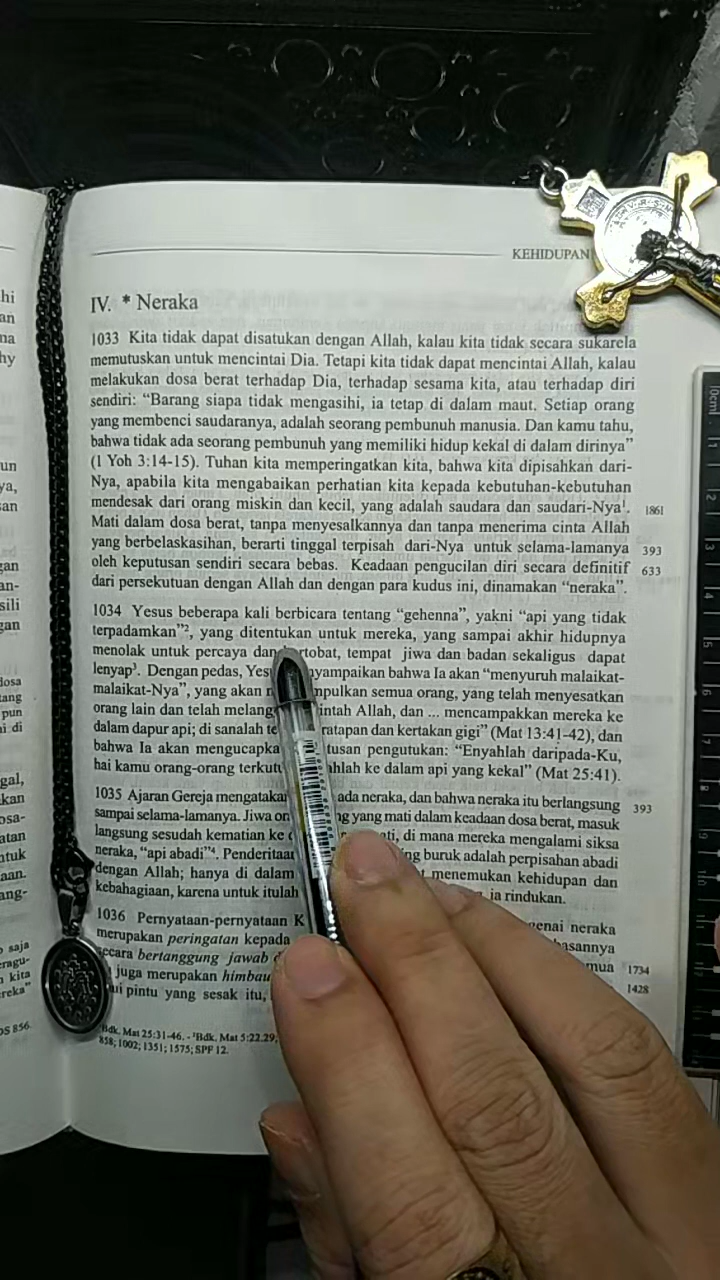 KEHIDUPAN
IV. * Neraka
1033 Kita tidak dapat disatukan dengan Allah, kalau kita tidak secara sukarela
memutuskan untuk mencintai Dia. Tetapi kita tidak dapat mencintai Allah, kalau
melakukan dosa berat terhadap Dia, terhadap sesama kita, atau terhadap diri
sendiri: “Barang siapa tidak mengasihi, ia tetap di dalam maut. Setiap orang
yang membenci saudaranya, adalah seorang pembunuh manusia. Dan kamu tahu,
bahwa tidak ada seorang pembunuh yang memiliki hidup kekal di dalam dirinya”
(1 Yoh 3:14-15). Tuhan kita memperingatkan kita, bahwa kita dipisahkan dari-
Nya, apabila kita mengabaikan perhatian kita kepada kebutuhan-kebutuhan
mendesak dari orang miskin dan kecil, yang adalah saudara dan saudari-Nya¹. 1861
Mati dalam dosa berat, tanpa menyesalkannya dan tanpa menerima cinta Allah
yang berbelaskasihan, berarti tinggal terpisah dari-Nya untuk selama-lamanya 393
oleh keputusan sendiri secara bebas. Keadaan pengucilan diri secara definitif 633
dari persekutuan dengan Allah dan dengan para kudus ini, dinamakan “neraka”.
1034 Yesus beberapa kali berbicara tentang “gehenna”, yakni “api yang tidak
terpadamkan”², yang ditentukan untuk mereka, yang sampai akhir hidupnya
menolak untuk percaya dan bertobat, tempat jiwa dan badan sekaligus dapat
lenyap³. Dengan pedas, Yesus menyampaikan bahwa Ia akan “menyuruh malaikat-
malaikat-Nya”, yang akan mengumpulkan semua orang, yang telah menyesatkan
orang lain dan telah melanggar perintah Allah, dan ... mencampakkan mereka ke
dalam dapur api; di sanalah ratapan dan kertakan gigi” (Mat 13:41-42), dan
bahwa Ia akan mengucapkan keputusan pengutukan: “Enyahlah daripada-Ku,
hai kamu orang-orang terkutuk, enyahlah ke dalam api yang kekal” (Mat 25:41).
1035 Ajaran Gereja mengatakan ada neraka, dan bahwa neraka itu berlangsung 393
sampai selama-lamanya. Jiwa yang mati dalam keadaan dosa berat, masuk
langsung sesudah kematian ke di mana mereka mengalami siksa
neraka, “api abadi”⁴. Penderitaan buruk adalah perpisahan abadi
dengan Allah; hanya di dalam menemukan kehidupan dan
kebahagiaan, karena untuk itulah ia rindukan.
1036 Pernyataan-pernyataan neraka
merupakan peringatan kepada
secara bertanggung jawab
juga merupakan 1734
pintu yang sesak itu, 1428
¹Bdk. Mat 25:31-46. - ²Bdk. Mat 5:22.29;
858; 1002; 1351; 1575; SPF 12.